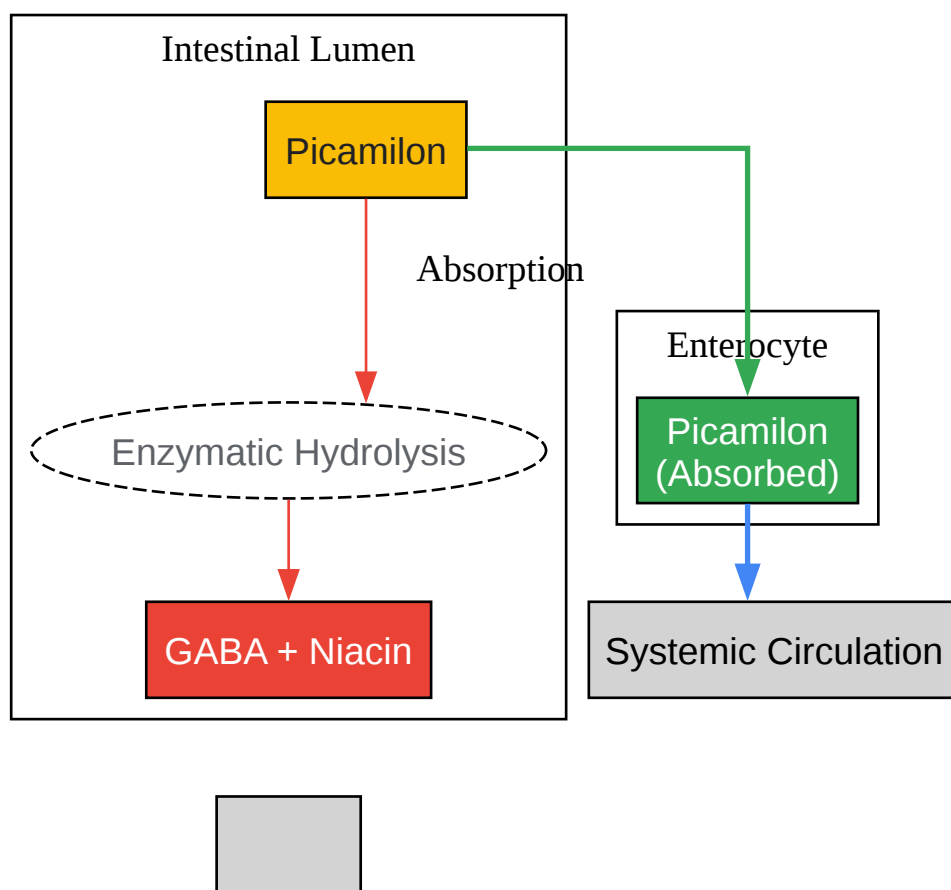 Intestinal Lumen
Picamilon
Absorption
Enterocyte
Picamilon
(Absorbed)
Enzymatic Hydrolysis
GABA + Niacin
Systemic Circulation